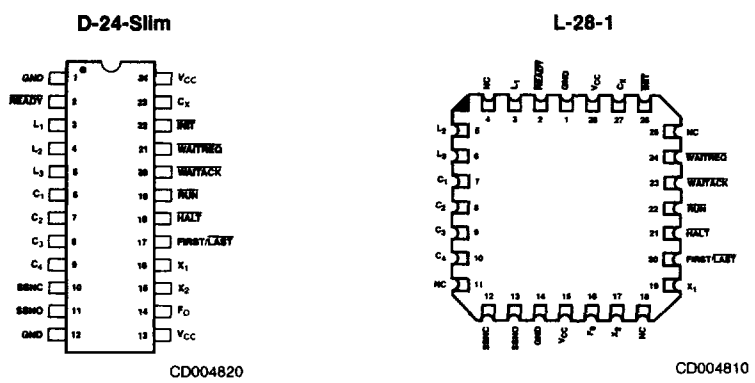 D-24-Slim
L-28-1
GND 1 24 VCC
READY 2 23 CX
L1 3 22 INIT
L2 4 21 WAITREQ
L3 5 20 WAITACK
C1 6 19 RUN
C2 7 18 HALT
C3 8 17 FIRST/LAST
C4 9 16 X1
SSNC 10 15 X2
SSNO 11 14 FO
GND 12 13 VCC
CD004820
NC L1 READY GND VCC CX INIT
4 3 2 1 28 27 26
L2 5 25 NC
L3 6 24 WAITREQ
C1 7 23 WAITACK
C2 8 22 RUN
C3 9 21 HALT
C4 10 20 FIRST/LAST
NC 11 19 X1
12 13 14 15 16 17 18
SSNC SSNO GND VCC FO X2 NC
CD004810